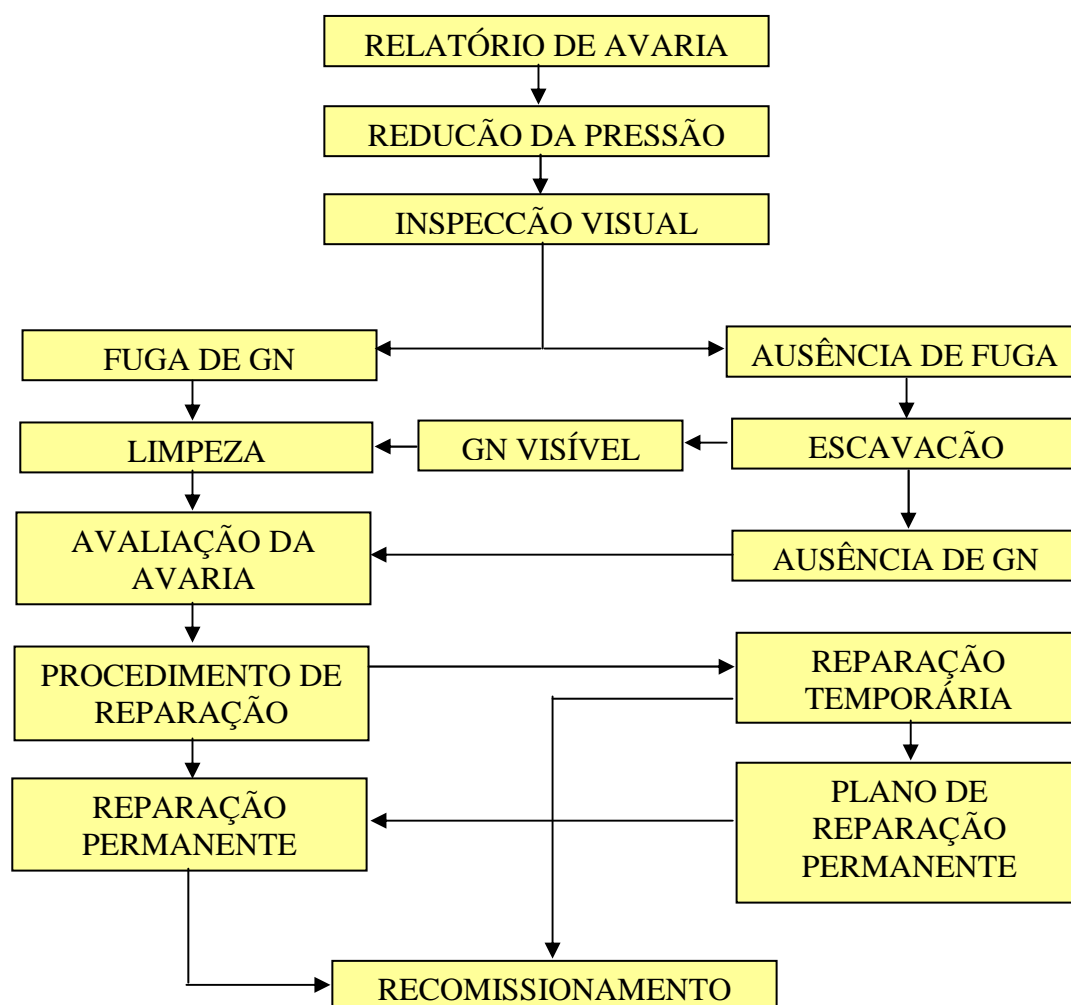 RELATÓRIO DE AVARIA
REDUCÃO DA PRESSÃO
INSPECCÃO VISUAL
FUGA DE GN
AUSÊNCIA DE FUGA
LIMPEZA
GN VISÍVEL
ESCAVACÃO
AVALIAÇÃO DA
AVARIA
AUSÊNCIA DE GN
PROCEDIMENTO DE
REPARAÇÃO
REPARAÇÃO
TEMPORÁRIA
REPARAÇÃO
PERMANENTE
PLANO DE
REPARAÇÃO
PERMANENTE
RECOMISSIONAMENTO